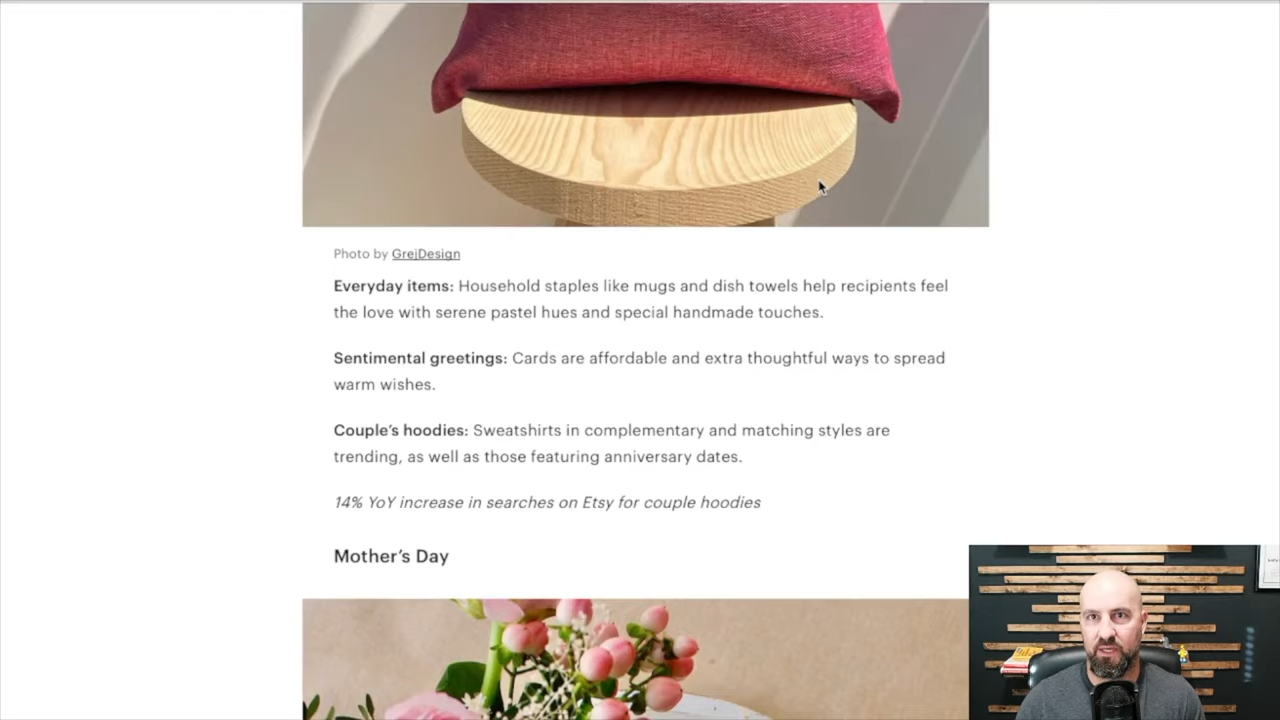 Photo by GrejDesign
Everyday items: Household staples like mugs and dish towels help recipients feel
the love with serene pastel hues and special handmade touches.
Sentimental greetings: Cards are affordable and extra thoughtful ways to spread
warm wishes.
Couple's hoodies: Sweatshirts in complementary and matching styles are
trending, as well as those featuring anniversary dates.
14% YoY increase in searches on Etsy for couple hoodies
Mother's Day